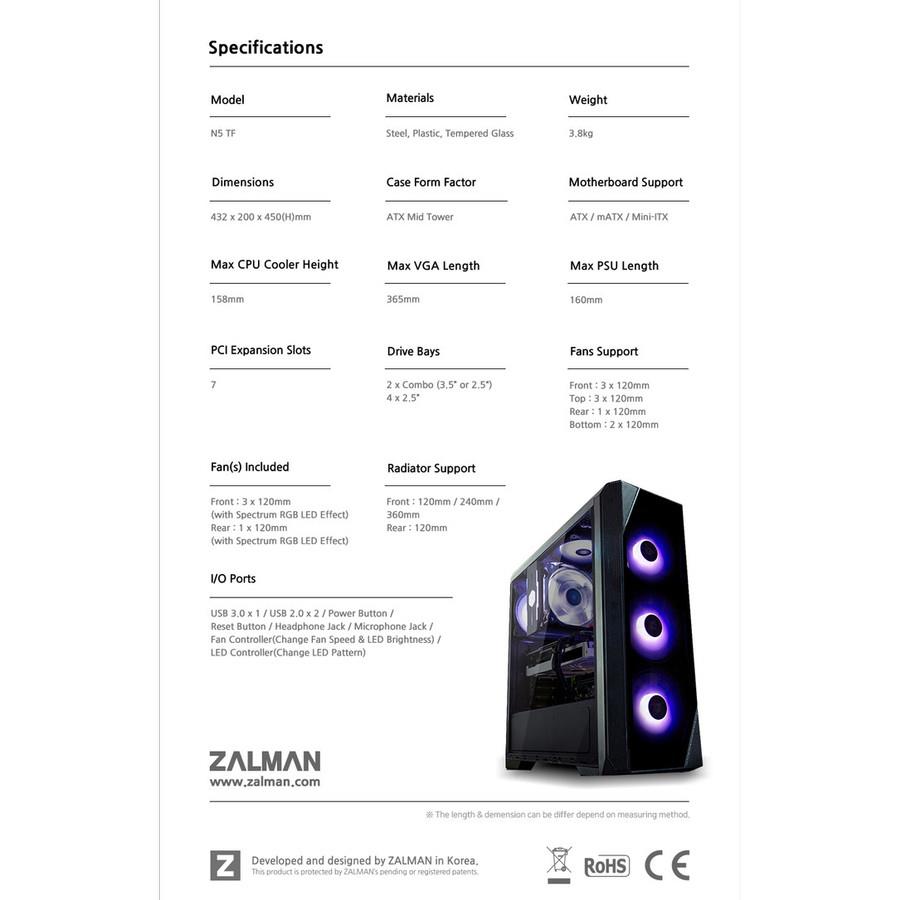 Specifications
Model
N5 TF
Materials
Steel, Plastic, Tempered Glass
Weight
3.8kg
Dimensions
432 x 200 x 450(H)mm
Case Form Factor
ATX Mid Tower
Motherboard Support
ATX / mATX / Mini-ITX
Max CPU Cooler Height
158mm
Max VGA Length
365mm
Max PSU Length
160mm
PCI Expansion Slots
7
Drive Bays
2 x Combo (3.5" or 2.5")
4 x 2.5"
Fans Support
Front : 3 x 120mm
Top : 3 x 120mm
Rear : 1 x 120mm
Bottom : 2 x 120mm
Fan(s) Included
Front : 3 x 120mm
(with Spectrum RGB LED Effect)
Rear : 1 x 120mm
(with Spectrum RGB LED Effect)
Radiator Support
Front : 120mm / 240mm /
360mm
Rear : 120mm
I/O Ports
USB 3.0 x 1 / USB 2.0 x 2 / Power Button /
Reset Button / Headphone Jack / Microphone Jack /
Fan Controller(Change Fan Speed & LED Brightness) /
LED Controller(Change LED Pattern)
ZALMAN
www.zalman.com
※ The length & demension can be differ depend on measuring method.
Z
Developed and designed by ZALMAN in Korea.
This product is protected by ZALMAN's pending or registered patents.
RoHS
CE